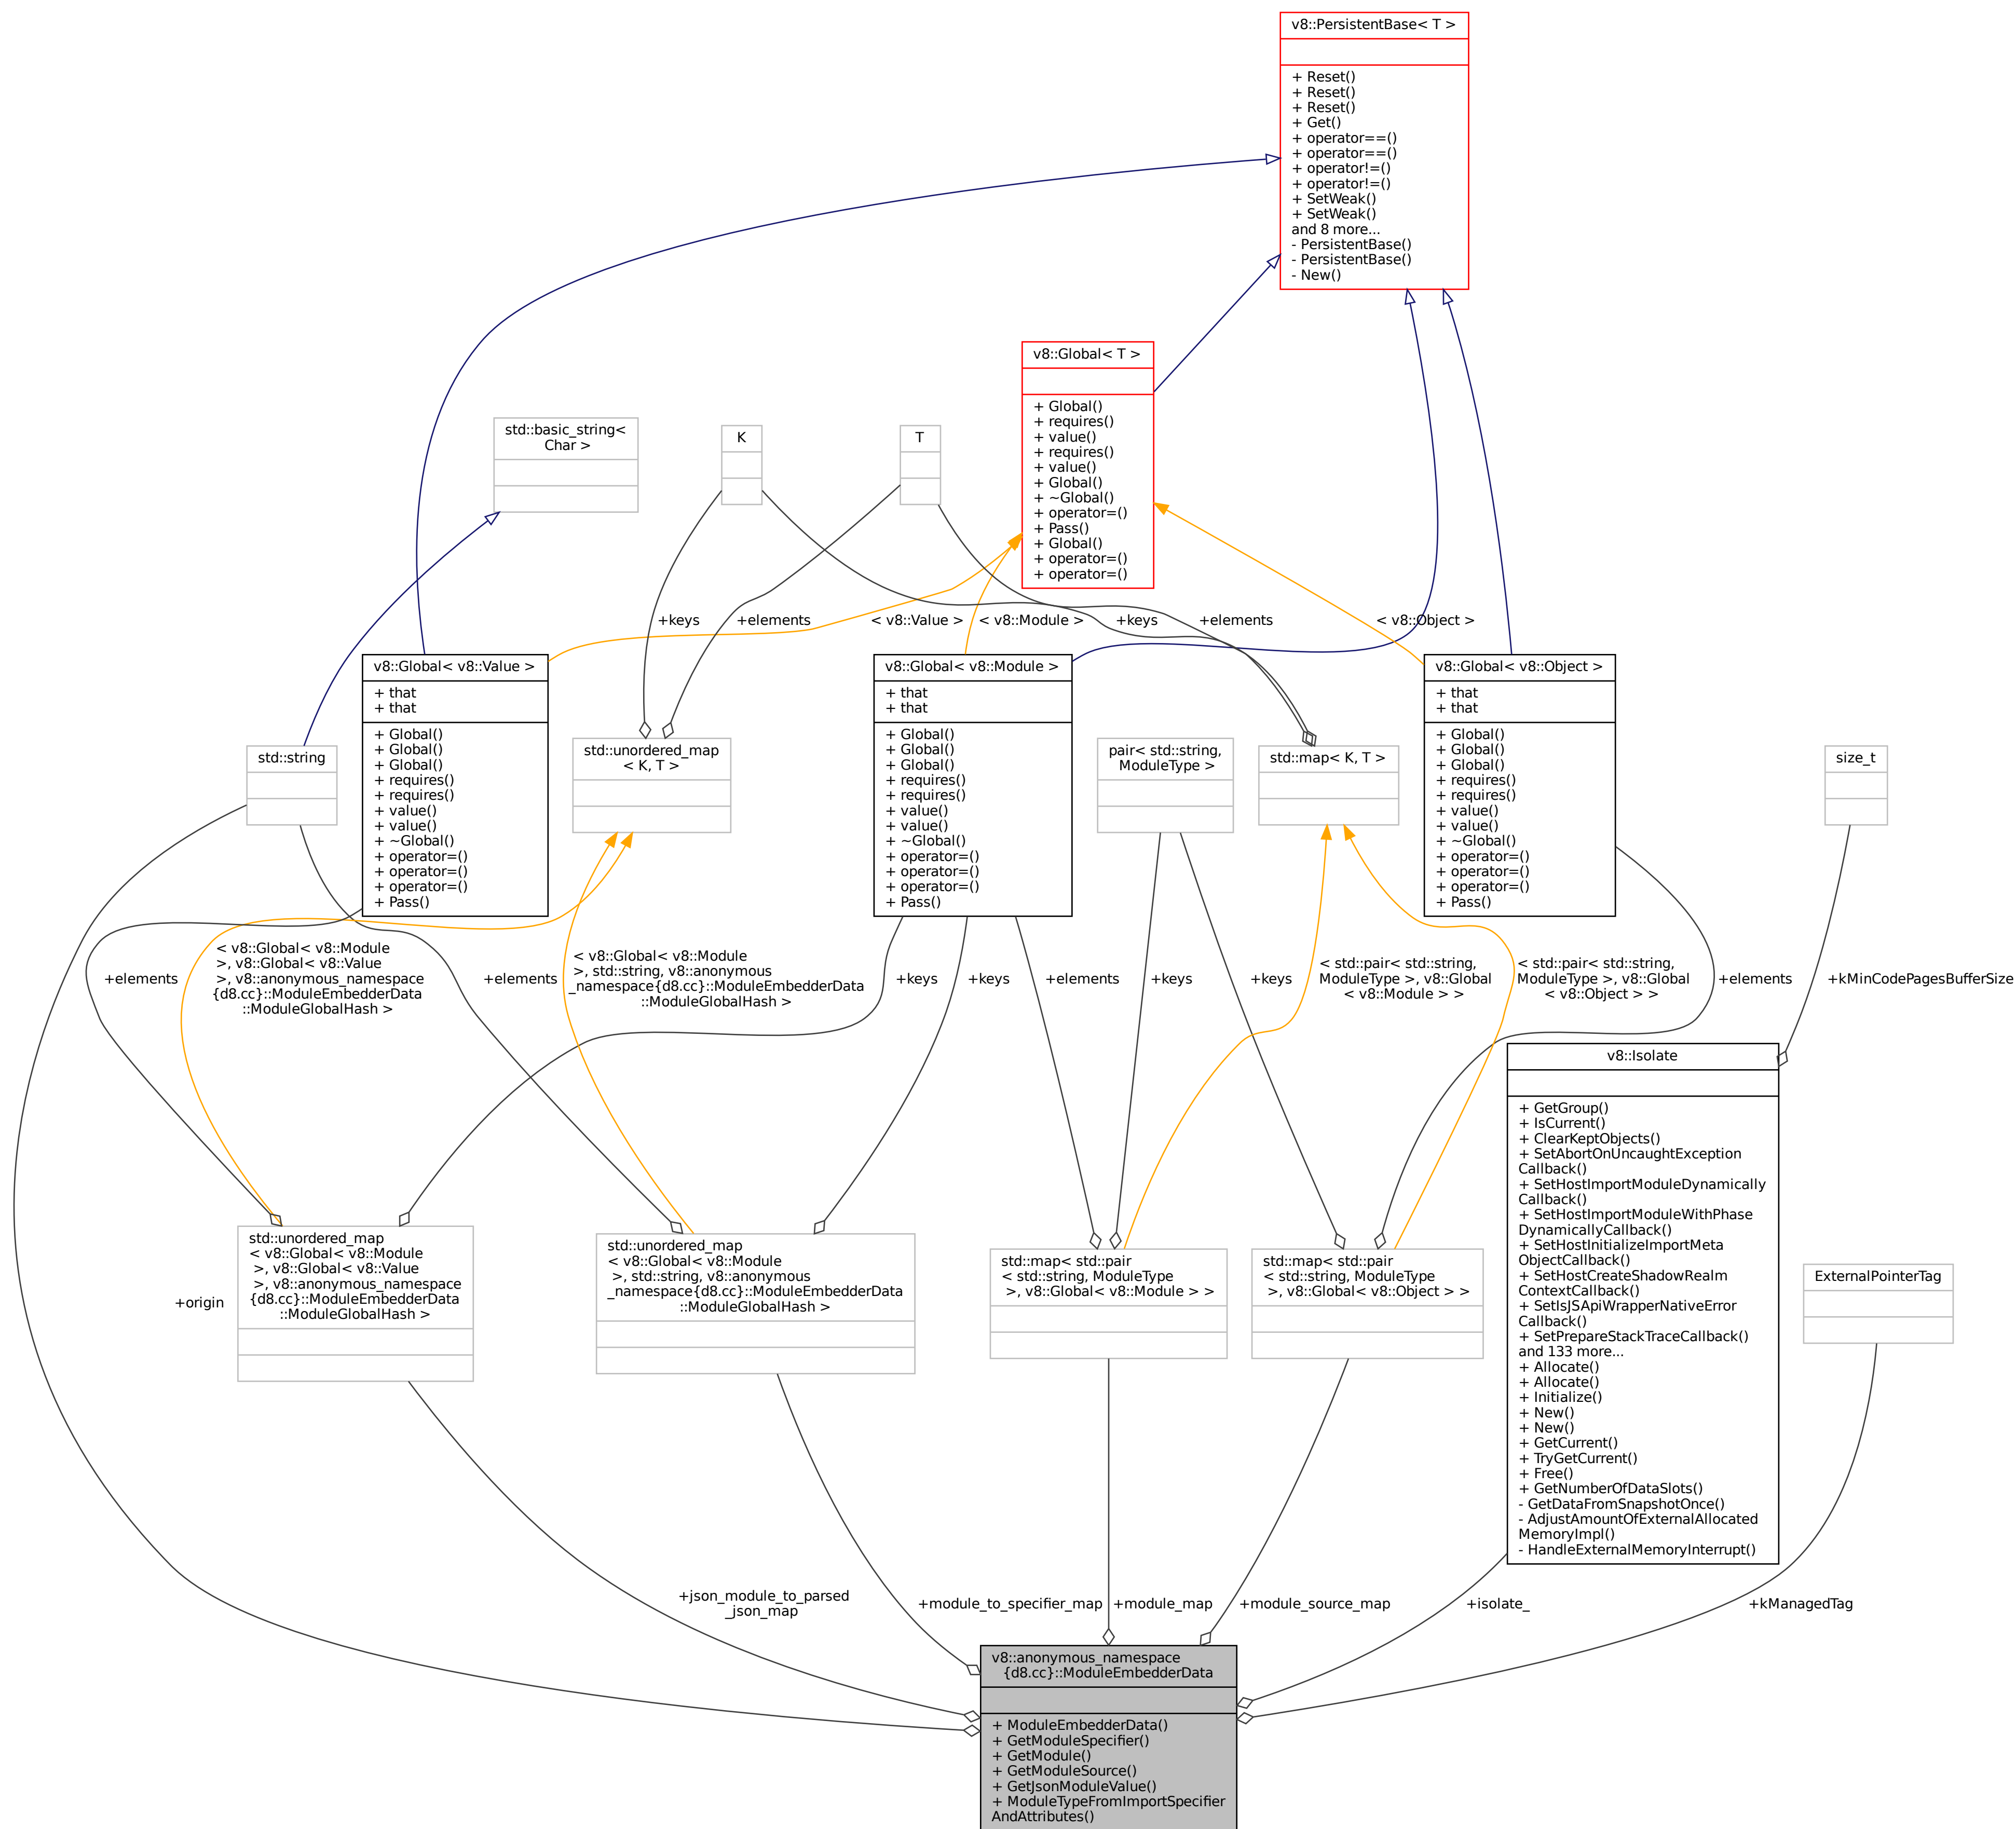 v8::PersistentBase< T >
+ Reset()
+ Reset()
+ Reset()
+ Get()
+ operator==()
+ operator==()
+ operator!=()
+ operator!=()
+ SetWeak()
+ SetWeak()
and 8 more...
- PersistentBase()
- PersistentBase()
- New()
v8::Global< T >
+ Global()
+ requires()
+ value()
+ requires()
+ value()
+ Global()
+ ~Global()
+ operator=()
+ Pass()
+ Global()
+ operator=()
+ operator=()
std::basic_string<
Char >
K
T
+keys
+elements
< v8::Value >
< v8::Module >
+keys
+elements
< v8::Object >
std::string
v8::Global< v8::Value >
+ that
+ that
+ Global()
+ Global()
+ Global()
+ requires()
+ requires()
+ value()
+ value()
+ ~Global()
+ operator=()
+ operator=()
+ operator=()
+ Pass()
std::unordered_map
< K, T >
v8::Global< v8::Module >
+ that
+ that
+ Global()
+ Global()
+ Global()
+ requires()
+ requires()
+ value()
+ value()
+ ~Global()
+ operator=()
+ operator=()
+ operator=()
+ Pass()
pair< std::string,
ModuleType >
std::map< K, T >
v8::Global< v8::Object >
+ that
+ that
+ Global()
+ Global()
+ Global()
+ requires()
+ requires()
+ value()
+ value()
+ ~Global()
+ operator=()
+ operator=()
+ operator=()
+ Pass()
size_t
+elements
< v8::Global< v8::Module
>, v8::Global< v8::Value
>, v8::anonymous_namespace
{d8.cc}::ModuleEmbedderData
::ModuleGlobalHash >
+elements
< v8::Global< v8::Module
>, std::string, v8::anonymous
_namespace{d8.cc}::ModuleEmbedderData
::ModuleGlobalHash >
+keys
+keys
+elements
+keys
+keys
< std::pair< std::string,
ModuleType >, v8::Global
< v8::Module > >
< std::pair< std::string,
ModuleType >, v8::Global
< v8::Object > >
+elements
+kMinCodePagesBufferSize
+origin
std::unordered_map
< v8::Global< v8::Module
>, v8::Global< v8::Value
>, v8::anonymous_namespace
{d8.cc}::ModuleEmbedderData
::ModuleGlobalHash >
std::unordered_map
< v8::Global< v8::Module
>, std::string, v8::anonymous
_namespace{d8.cc}::ModuleEmbedderData
::ModuleGlobalHash >
std::map< std::pair
< std::string, ModuleType
>, v8::Global< v8::Module > >
std::map< std::pair
< std::string, ModuleType
>, v8::Global< v8::Object > >
v8::Isolate
+ GetGroup()
+ IsCurrent()
+ ClearKeptObjects()
+ SetAbortOnUncaughtException
Callback()
+ SetHostImportModuleDynamically
Callback()
+ SetHostImportModuleWithPhase
DynamicallyCallback()
+ SetHostInitializeImportMeta
ObjectCallback()
+ SetHostCreateShadowRealm
ContextCallback()
+ SetIsJSApiWrapperNativeError
Callback()
+ SetPrepareStackTraceCallback()
and 133 more...
+ Allocate()
+ Allocate()
+ Initialize()
+ New()
+ New()
+ GetCurrent()
+ TryGetCurrent()
+ Free()
+ GetNumberOfDataSlots()
- GetDataFromSnapshotOnce()
- AdjustAmountOfExternalAllocated
MemoryImpl()
- HandleExternalMemoryInterrupt()
ExternalPointerTag
+json_module_to_parsed
_json_map
+module_to_specifier_map
+module_map
+module_source_map
+isolate_
+kManagedTag
v8::anonymous_namespace
{d8.cc}::ModuleEmbedderData
+ ModuleEmbedderData()
+ GetModuleSpecifier()
+ GetModule()
+ GetModuleSource()
+ GetJsonModuleValue()
+ ModuleTypeFromImportSpecifier
AndAttributes()